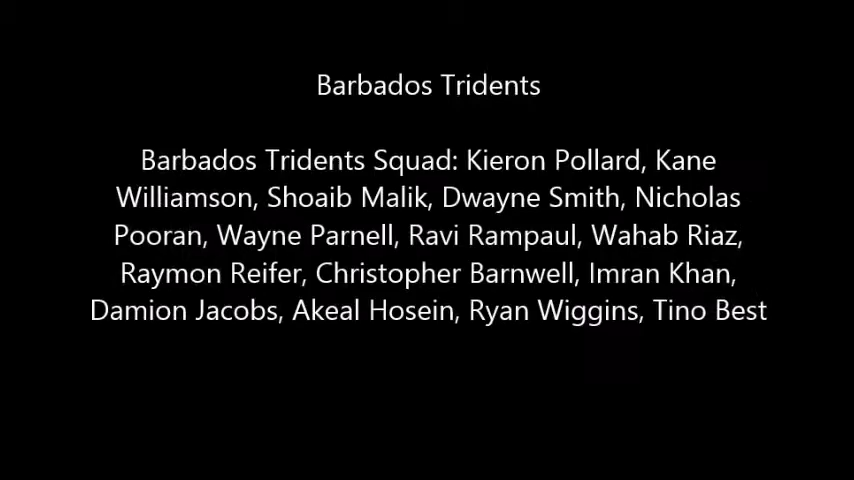 Barbados Tridents
Barbados Tridents Squad: Kieron Pollard, Kane
Williamson, Shoaib Malik, Dwayne Smith, Nicholas
Pooran, Wayne Parnell, Ravi Rampaul, Wahab Riaz,
Raymon Reifer, Christopher Barnwell, Imran Khan,
Damion Jacobs, Akeal Hosein, Ryan Wiggins, Tino Best